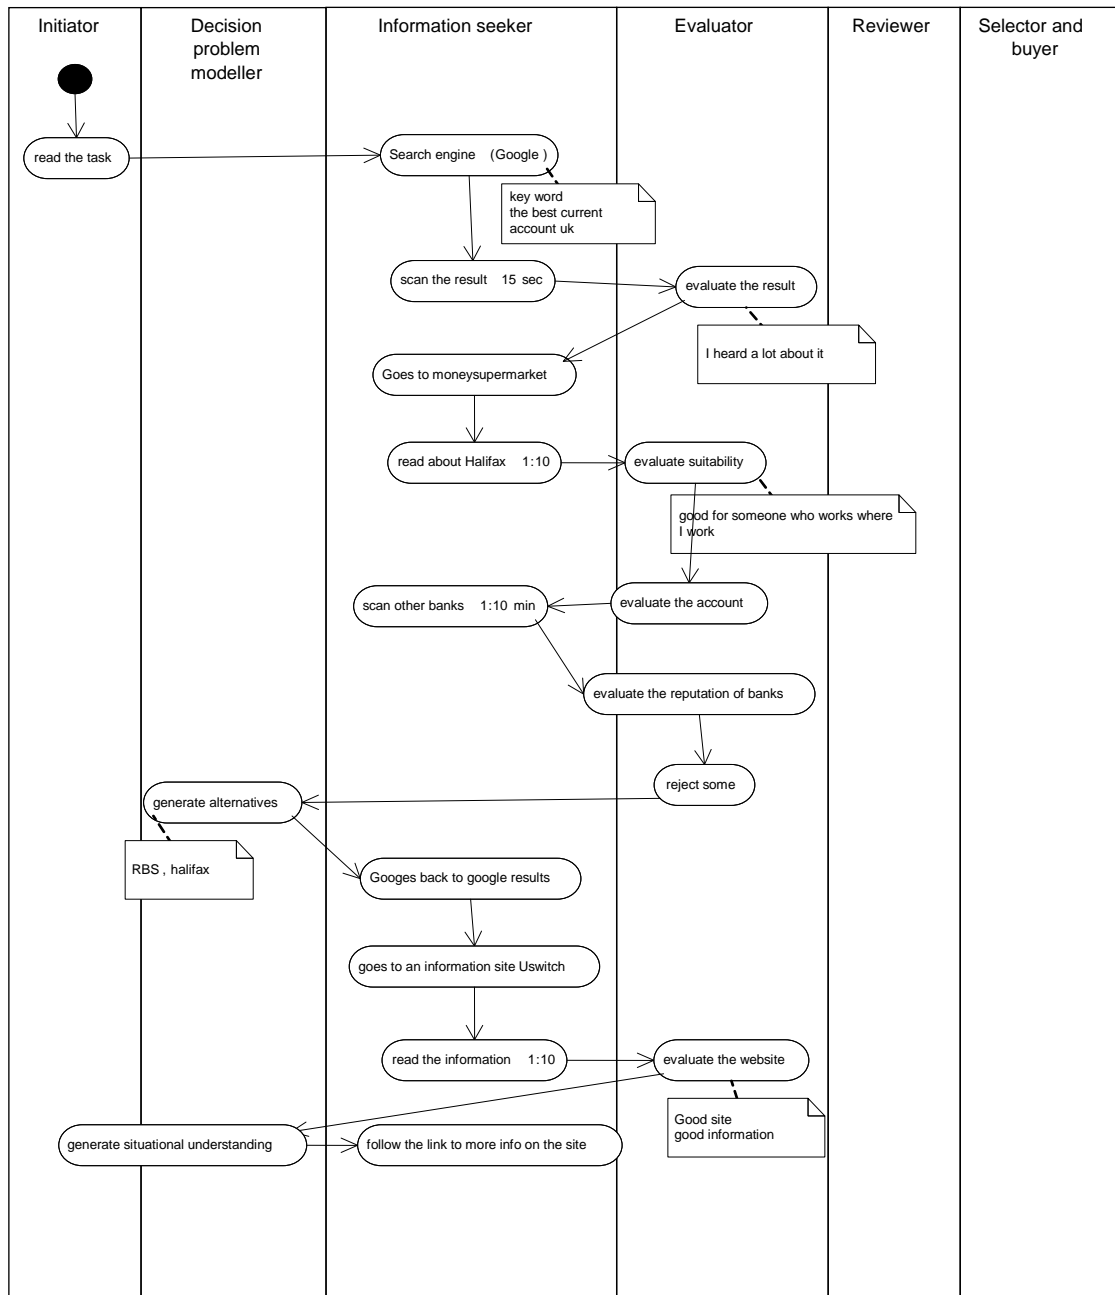 Initiator
Decision
problem
modeller
Information seeker
Evaluator
Reviewer
Selector and
buyer
read the task
Search engine (Google )
key word
the best current
account uk
scan the result 15 sec
evaluate the result
I heard a lot about it
Goes to moneysupermarket
read about Halifax 1:10
evaluate suitability
good for someone who works where
I work
scan other banks 1:10 min
evaluate the account
evaluate the reputation of banks
reject some
generate alternatives
RBS , halifax
Googes back to google results
goes to an information site Uswitch
read the information 1:10
evaluate the website
Good site
good information
generate situational understanding
follow the link to more info on the site